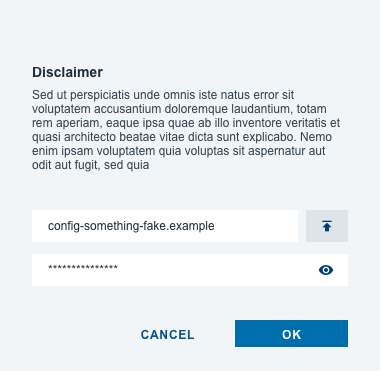 Disclaimer
Sed ut perspiciatis unde omnis iste natus error sit
voluptatem accusantium doloremque laudantium, totam
rem aperiam, eaque ipsa quae ab illo inventore veritatis et
quasi architecto beatae vitae dicta sunt explicabo. Nemo
enim ipsam voluptatem quia voluptas sit aspernatur aut
odit aut fugit, sed quia
config-something-fake.example
***************
CANCEL OK